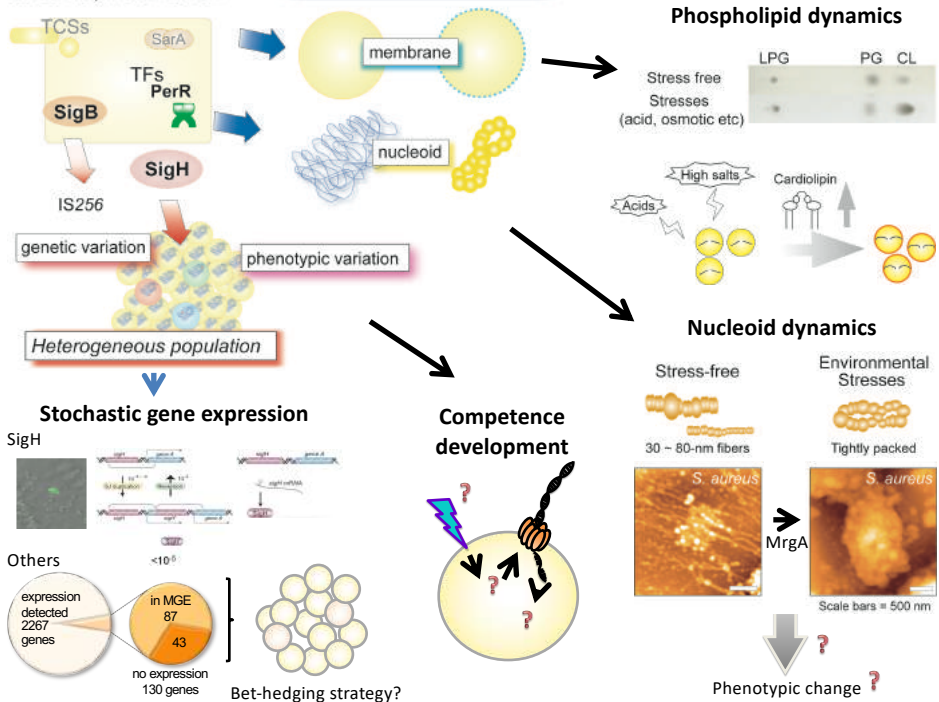 TCSs
SarA
TFs
PerR
SigB
SigH
IS256
membrane
nucleoid
genetic variation
phenotypic variation
Heterogeneous population
Phospholipid dynamics
LPG PG CL
Stress free
Stresses
(acid, osmotic etc)
High salts
Acids
Cardiolipin
Stochastic gene expression
SigH
sigH
sigH mRNA
<10-5
Others
expression
detected
2267
genes
in MGE
87
43
no expression
130 genes
Bet-hedging strategy?
Competence
development
?
?
?
Nucleoid dynamics
Stress-free
Environmental
Stresses
30 ~ 80-nm fibers
Tightly packed
S. aureus
S. aureus
MrgA
Scale bars = 500 nm
?
Phenotypic change ?